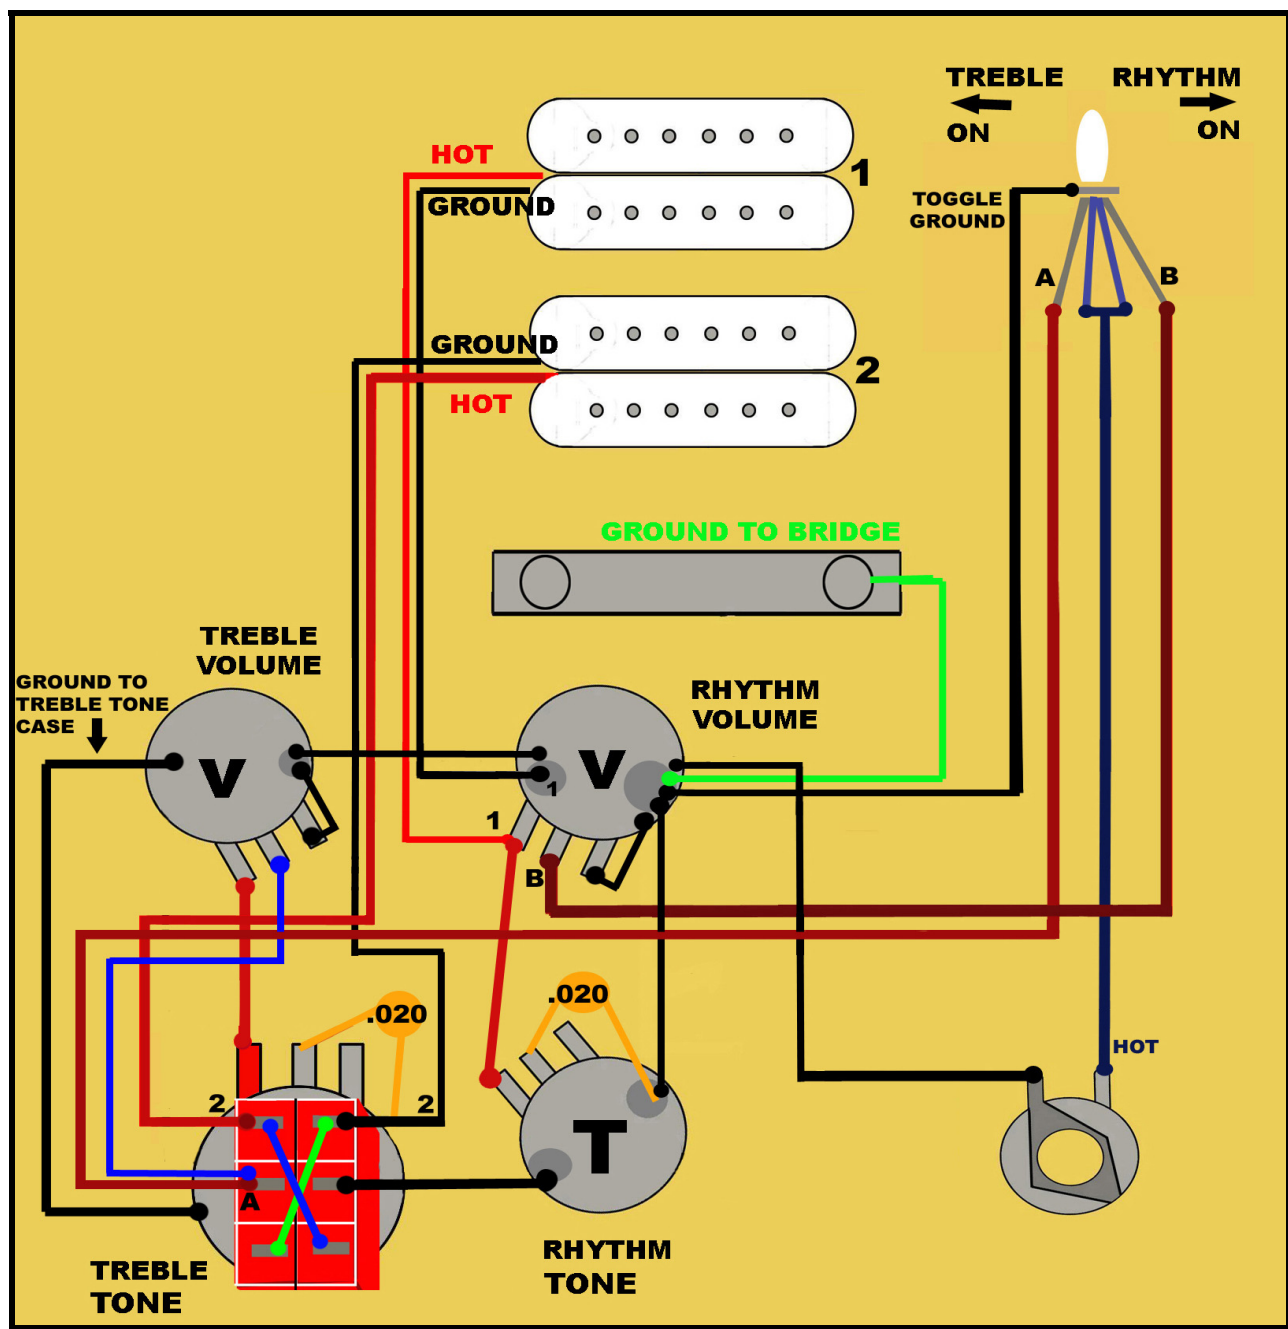 TREBLE
RHYTHM
ON
ON
HOT
1
GROUND
TOGGLE
GROUND
A
B
GROUND
2
HOT
GROUND TO BRIDGE
TREBLE
VOLUME
GROUND TO
TREBLE TONE
CASE
RHYTHM
VOLUME
V
V
1
1
B
.020
.020
HOT
2
2
T
A
RHYTHM
TONE
TREBLE
TONE